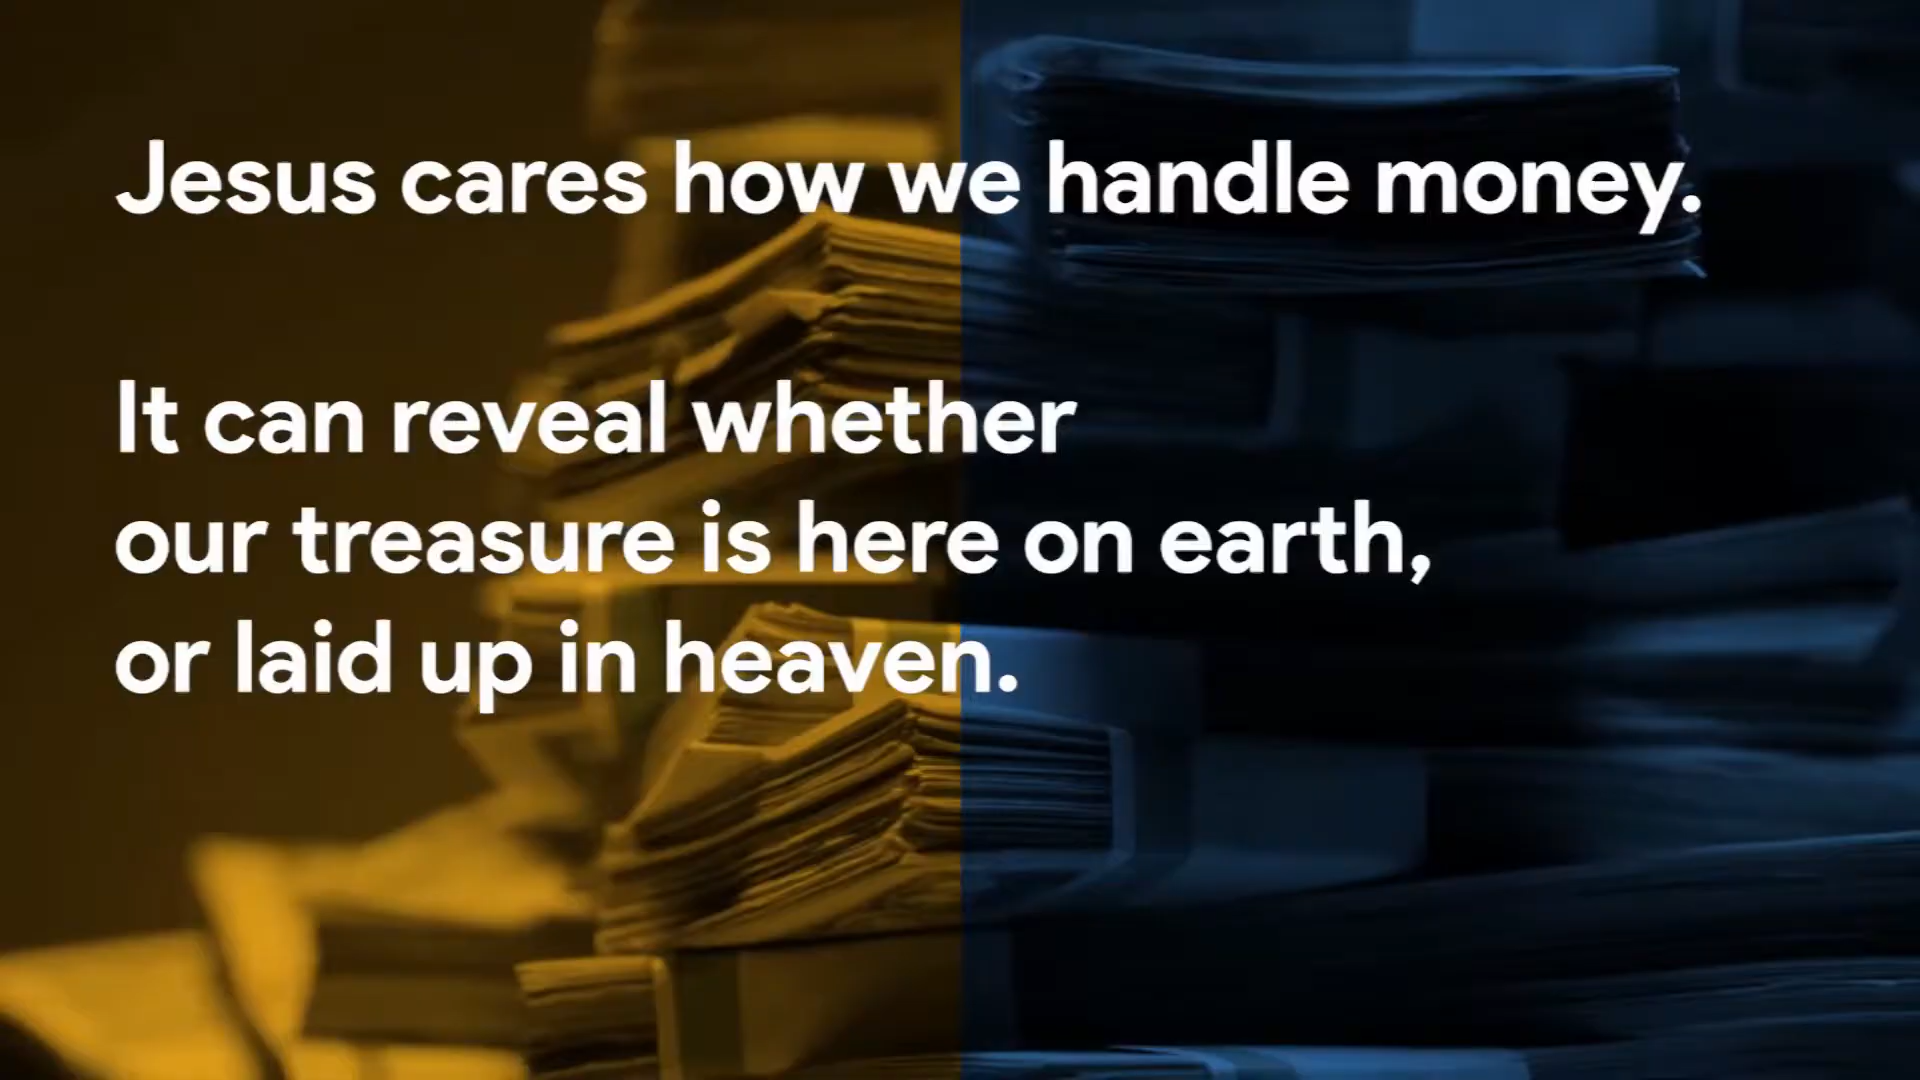 Jesus cares how we handle money.
It can reveal whether
our treasure is here on earth,
or laid up in heaven.